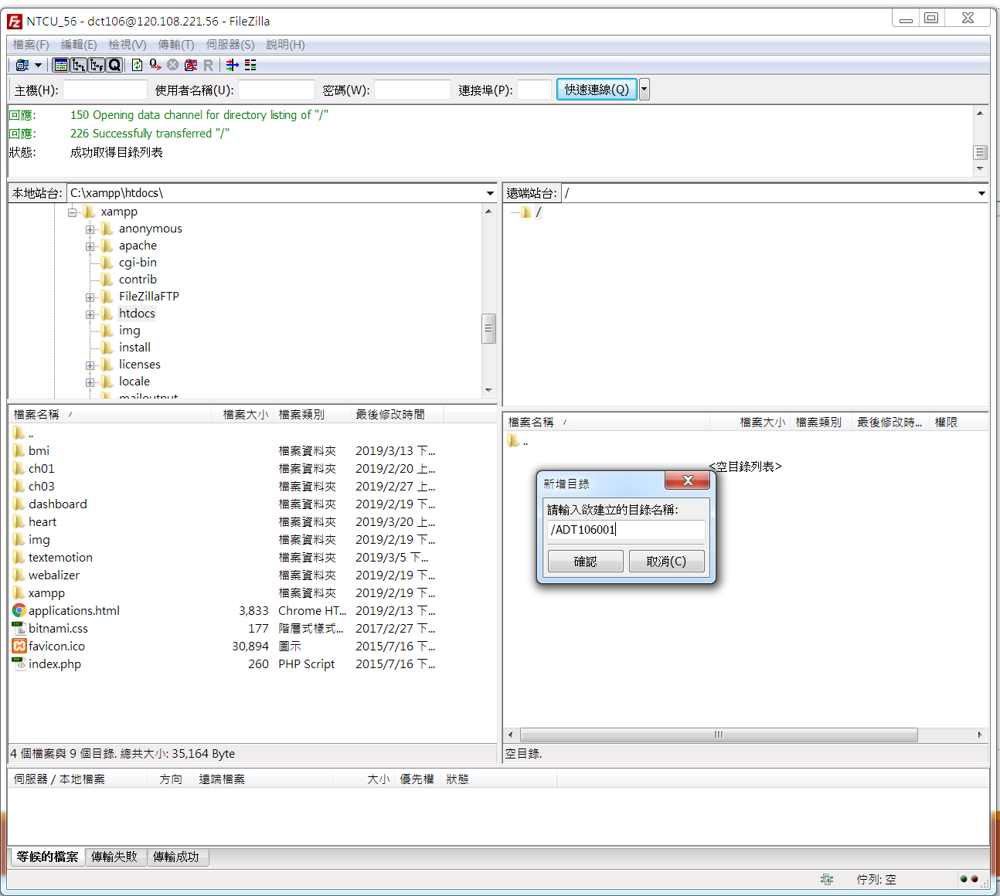 NTCU_56 - dct106@120.108.221.56 - FileZilla
檔案(F) 編輯(E) 檢視(V) 傳輸(T) 伺服器(S) 說明(H)
主機(H): 使用者名稱(U): 密碼(W): 連接埠(P): 快速連線(Q)
回應: 150 Opening data channel for directory listing of "/"
回應: 226 Successfully transferred "/"
狀態: 成功取得目錄列表
本地站台: C:\xampp\htdocs\
xampp
anonymous
apache
cgi-bin
contrib
FileZillaFTP
htdocs
img
install
licenses
locale
mailoutput
遠端站台: /
/
檔案名稱 檔案大小 檔案類別 最後修改時間
..
bmi 檔案資料夾 2019/3/13 下...
ch01 檔案資料夾 2019/2/20 上...
ch03 檔案資料夾 2019/2/27 上...
dashboard 檔案資料夾 2019/2/19 下...
heart 檔案資料夾 2019/3/20 上...
img 檔案資料夾 2019/2/19 下...
textemotion 檔案資料夾 2019/3/5 下...
webalizer 檔案資料夾 2019/2/19 下...
xampp 檔案資料夾 2019/2/19 下...
applications.html 3,833 Chrome HT... 2019/2/13 下...
bitnami.css 177 階層式樣式... 2017/2/27 下...
favicon.ico 30,894 圖示 2015/7/16 下...
index.php 260 PHP Script 2015/7/16 下...
4 個檔案與 9 個目錄. 總共大小: 35,164 Byte
檔案名稱 檔案大小 檔案類別 最後修改時... 權限
..
<空目錄列表>
新增目錄
請輸入欲建立的目錄名稱:
/ADT106001
確認 取消(C)
空目錄.
伺服器 / 本地檔案 方向 遠端檔案 大小 優先權 狀態
等候的檔案 傳輸失敗 傳輸成功
佇列: 空